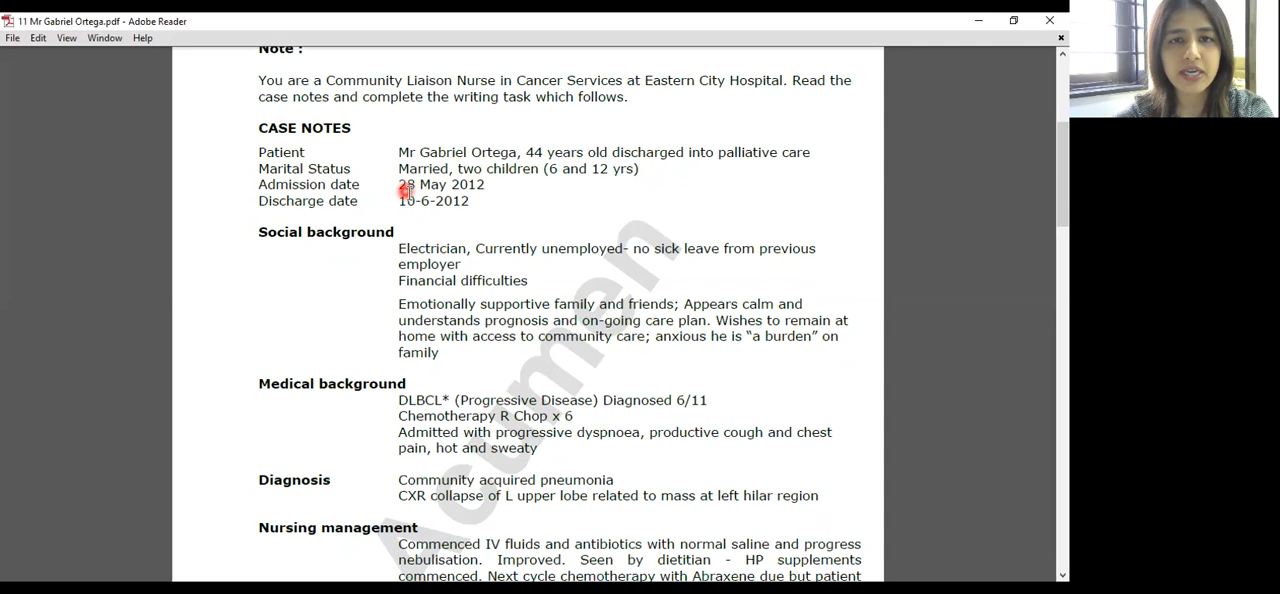 11 Mr Gabriel Ortega.pdf - Adobe Reader
File Edit View Window Help
Note :
You are a Community Liaison Nurse in Cancer Services at Eastern City Hospital. Read the
case notes and complete the writing task which follows.
CASE NOTES
Patient Mr Gabriel Ortega, 44 years old discharged into palliative care
Marital Status Married, two children (6 and 12 yrs)
Admission date 28 May 2012
Discharge date 10-6-2012
Social background
Electrician, Currently unemployed- no sick leave from previous
employer
Financial difficulties
Emotionally supportive family and friends; Appears calm and
understands prognosis and on-going care plan. Wishes to remain at
home with access to community care; anxious he is “a burden” on
family
Medical background
DLBCL* (Progressive Disease) Diagnosed 6/11
Chemotherapy R Chop x 6
Admitted with progressive dyspnoea, productive cough and chest
pain, hot and sweaty
Diagnosis Community acquired pneumonia
CXR collapse of L upper lobe related to mass at left hilar region
Nursing management
Commenced IV fluids and antibiotics with normal saline and progress
nebulisation. Improved. Seen by dietitian - HP supplements
commenced. Next cycle chemotherapy with Abraxene due but patient
Acumen